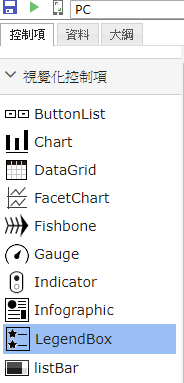 PC
控制項 資料 大綱
視覺化控制項
ButtonList
Chart
DataGrid
FacetChart
Fishbone
Gauge
Indicator
Infographic
LegendBox
listBar